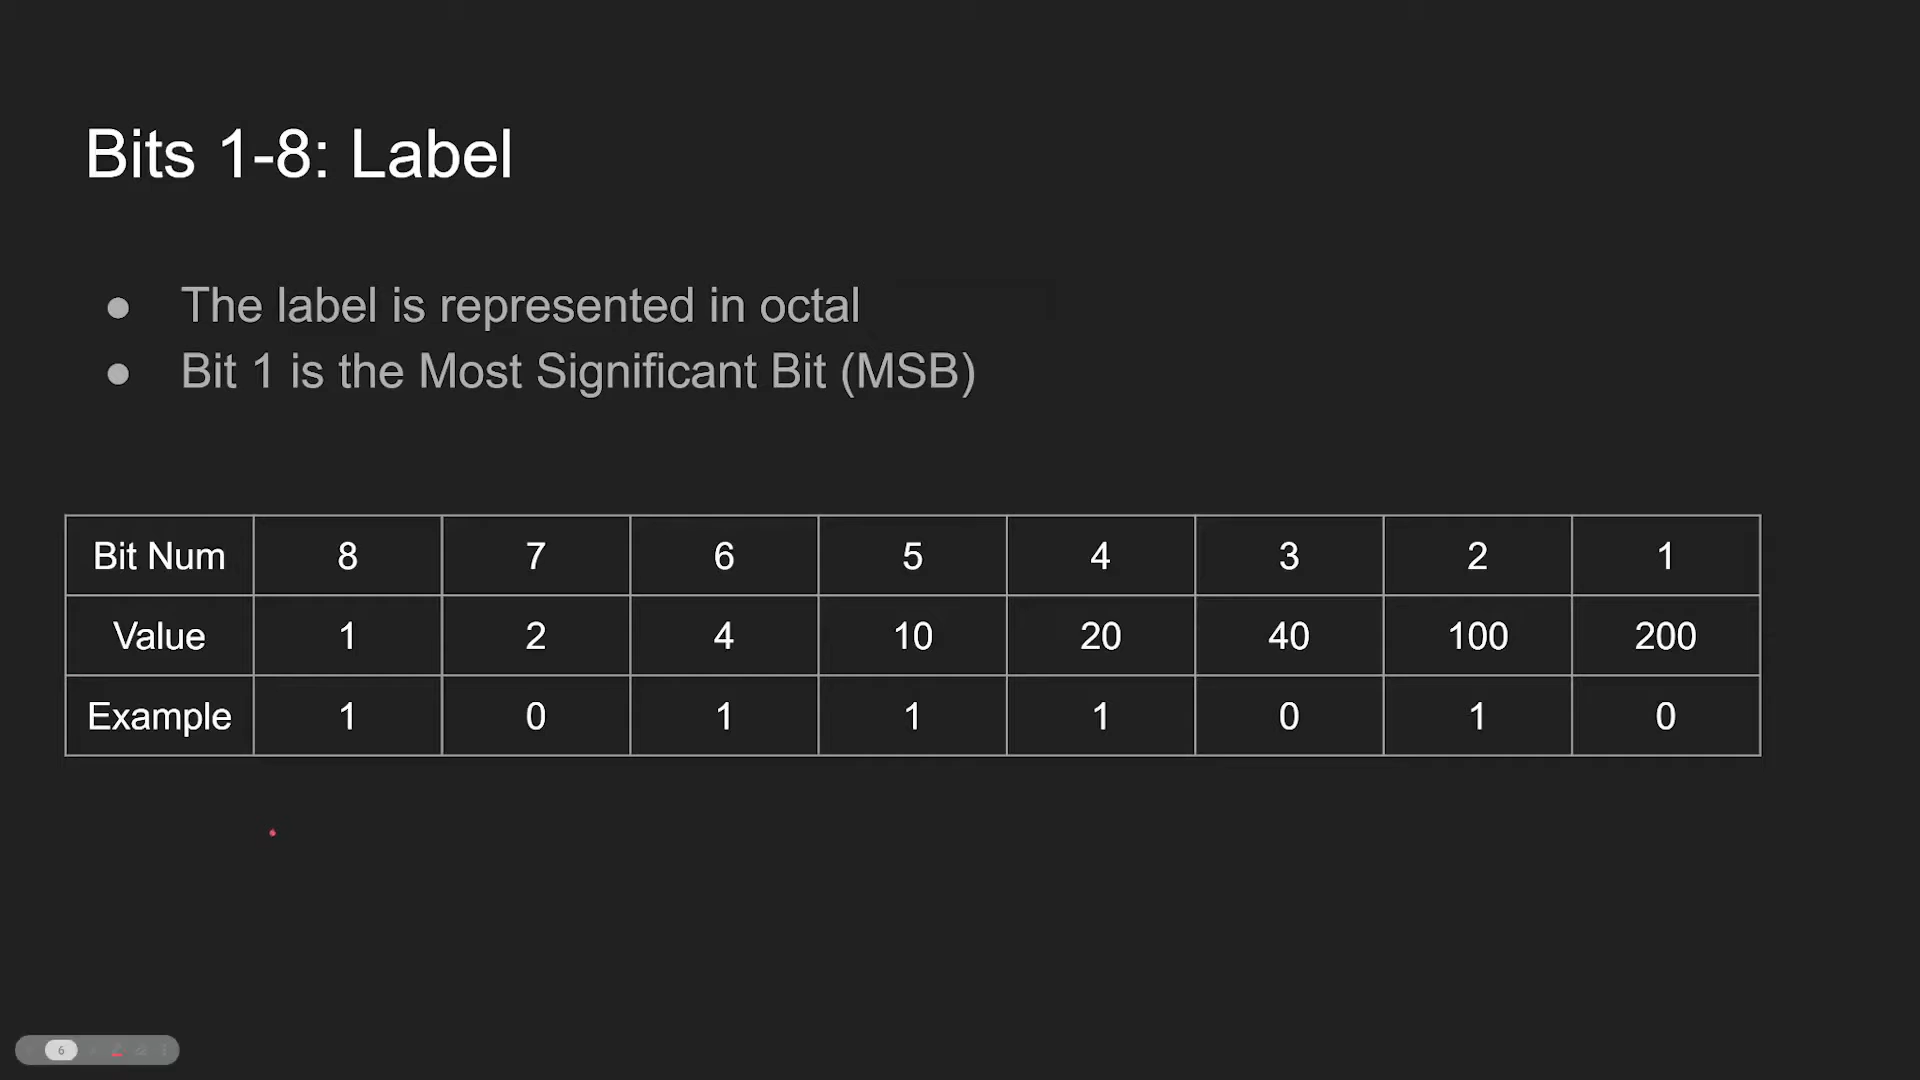 Bits 1-8: Label
● The label is represented in octal
● Bit 1 is the Most Significant Bit (MSB)
Bit Num 8 7 6 5 4 3 2 1
Value 1 2 4 10 20 40 100 200
Example 1 0 1 1 1 0 1 0
6